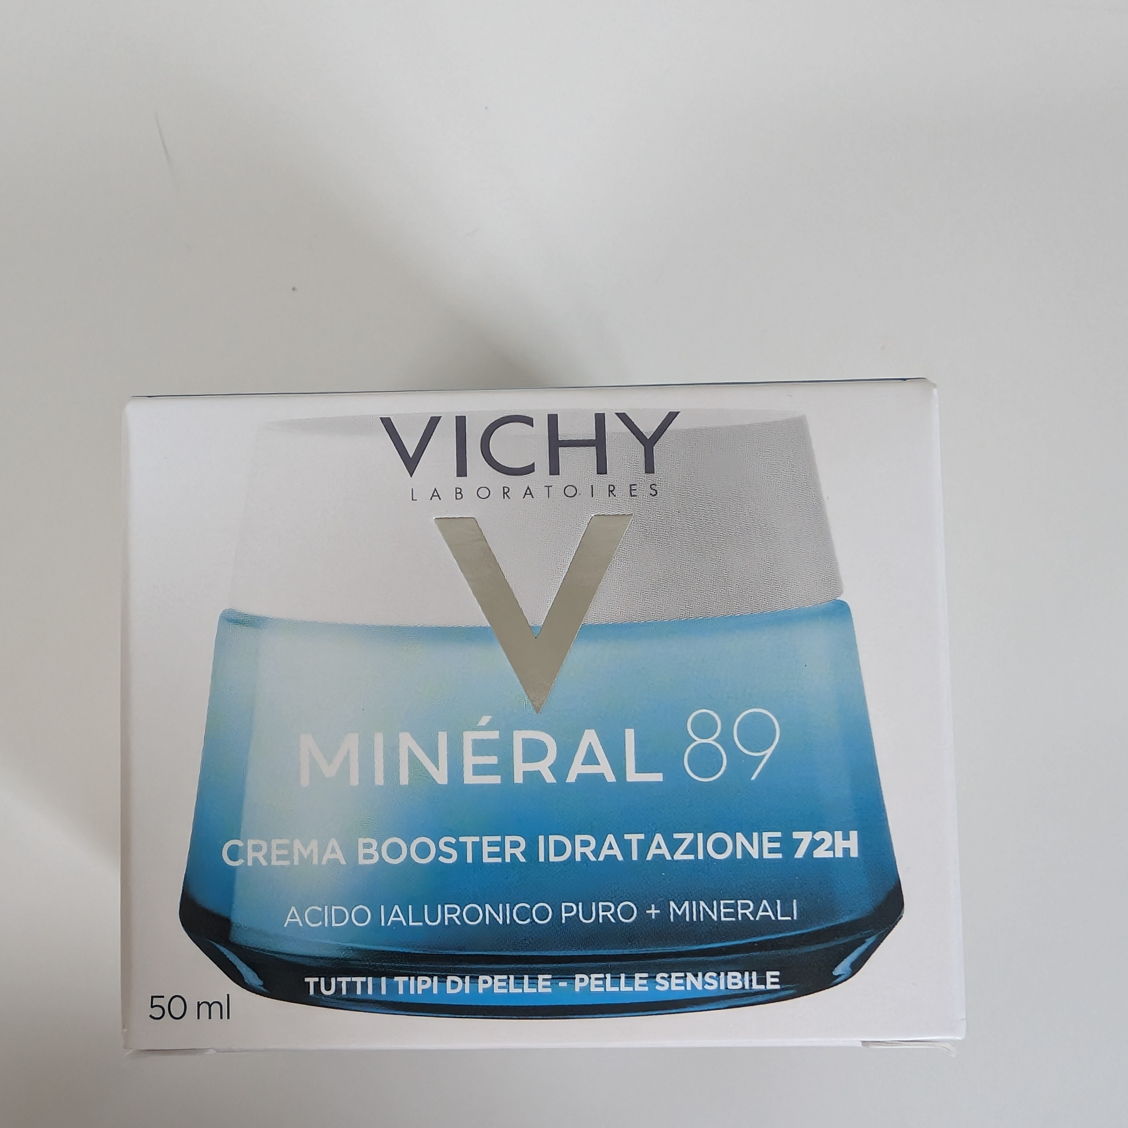 VICHY
LABORATOIRES
MINÉRAL 89
CREMA BOOSTER IDRATAZIONE 72H
ACIDO IALURONICO PURO + MINERALI
TUTTI I TIPI DI PELLE - PELLE SENSIBILE
50 ml